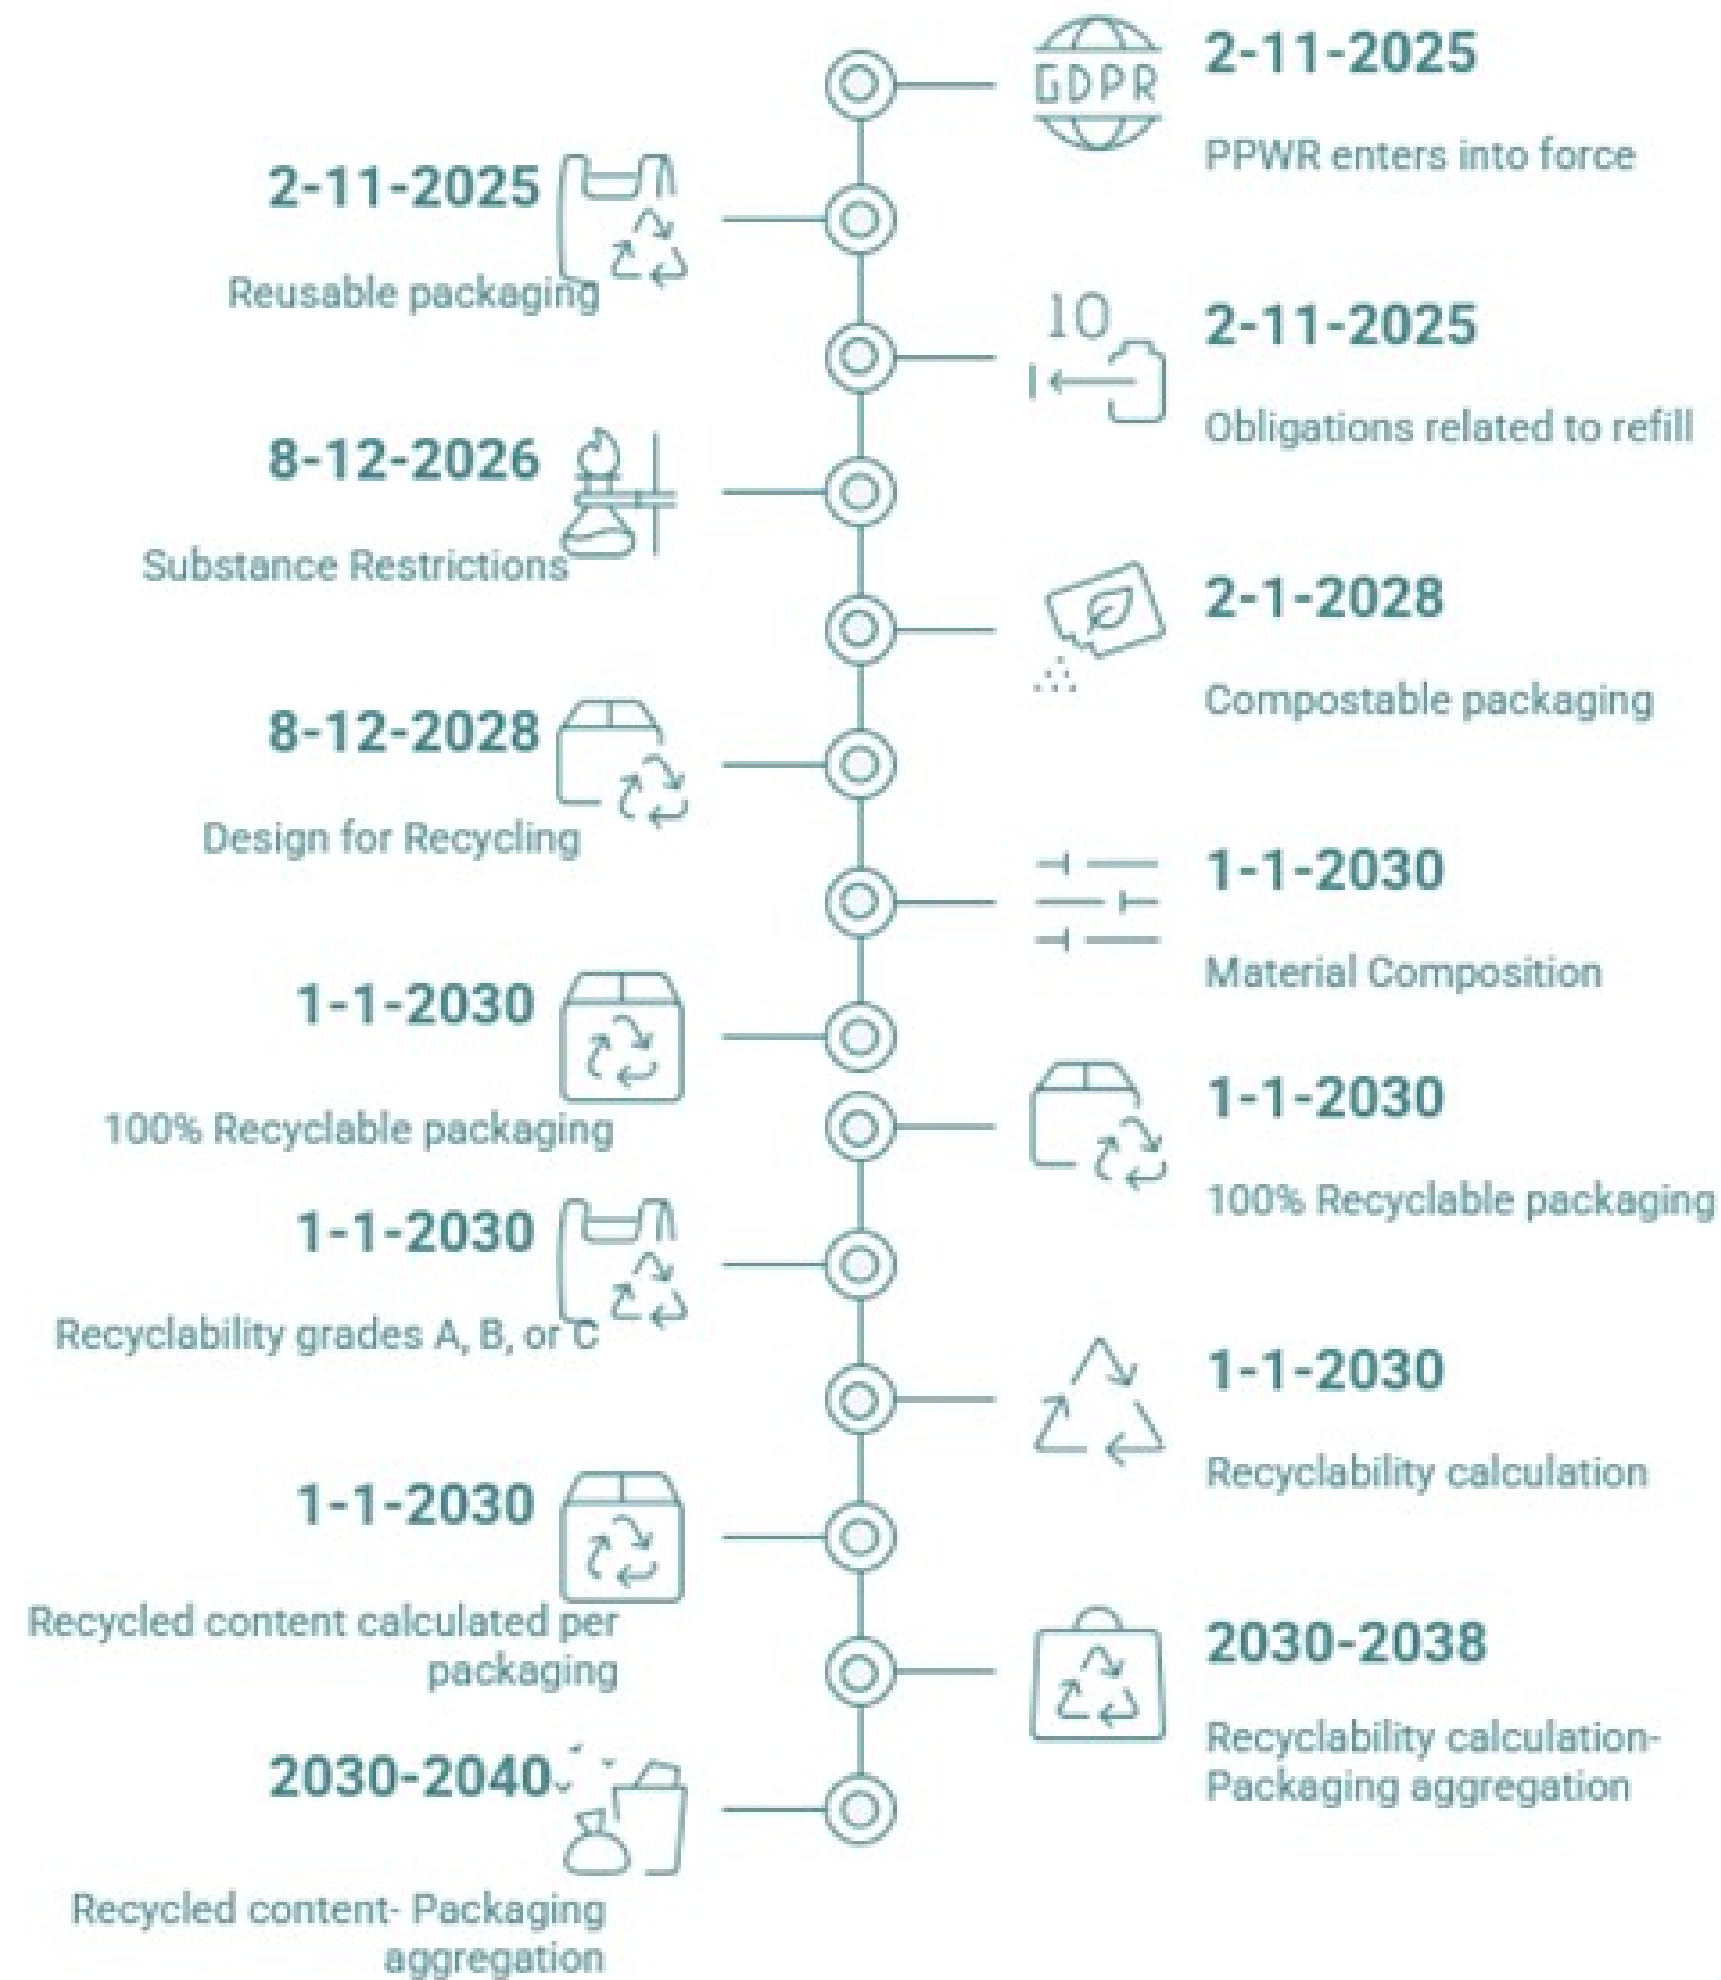 GDPR
2-11-2025
PPWR enters into force
2-11-2025
Reusable packaging
10
2-11-2025
Obligations related to refill
8-12-2026
Substance Restrictions
2-1-2028
Compostable packaging
8-12-2028
Design for Recycling
1-1-2030
Material Composition
1-1-2030
100% Recyclable packaging
1-1-2030
100% Recyclable packaging
1-1-2030
Recyclability grades A, B, or C
1-1-2030
Recyclability calculation
1-1-2030
Recycled content calculated per
packaging
2030-2038
Recyclability calculation-
Packaging aggregation
2030-2040
Recycled content- Packaging
aggregation